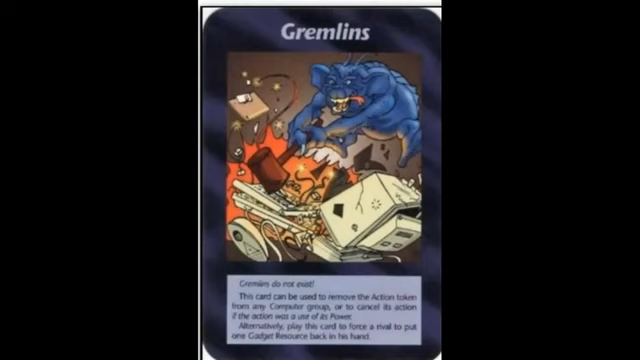 Gremlins
Gremlins do not exist!
This card can be used to remove the Action token
from any Computer group, or to cancel its action
if the action was a use of its Power.
Alternatively, play this card to force a rival to put
one Gadget Resource back in his hand.